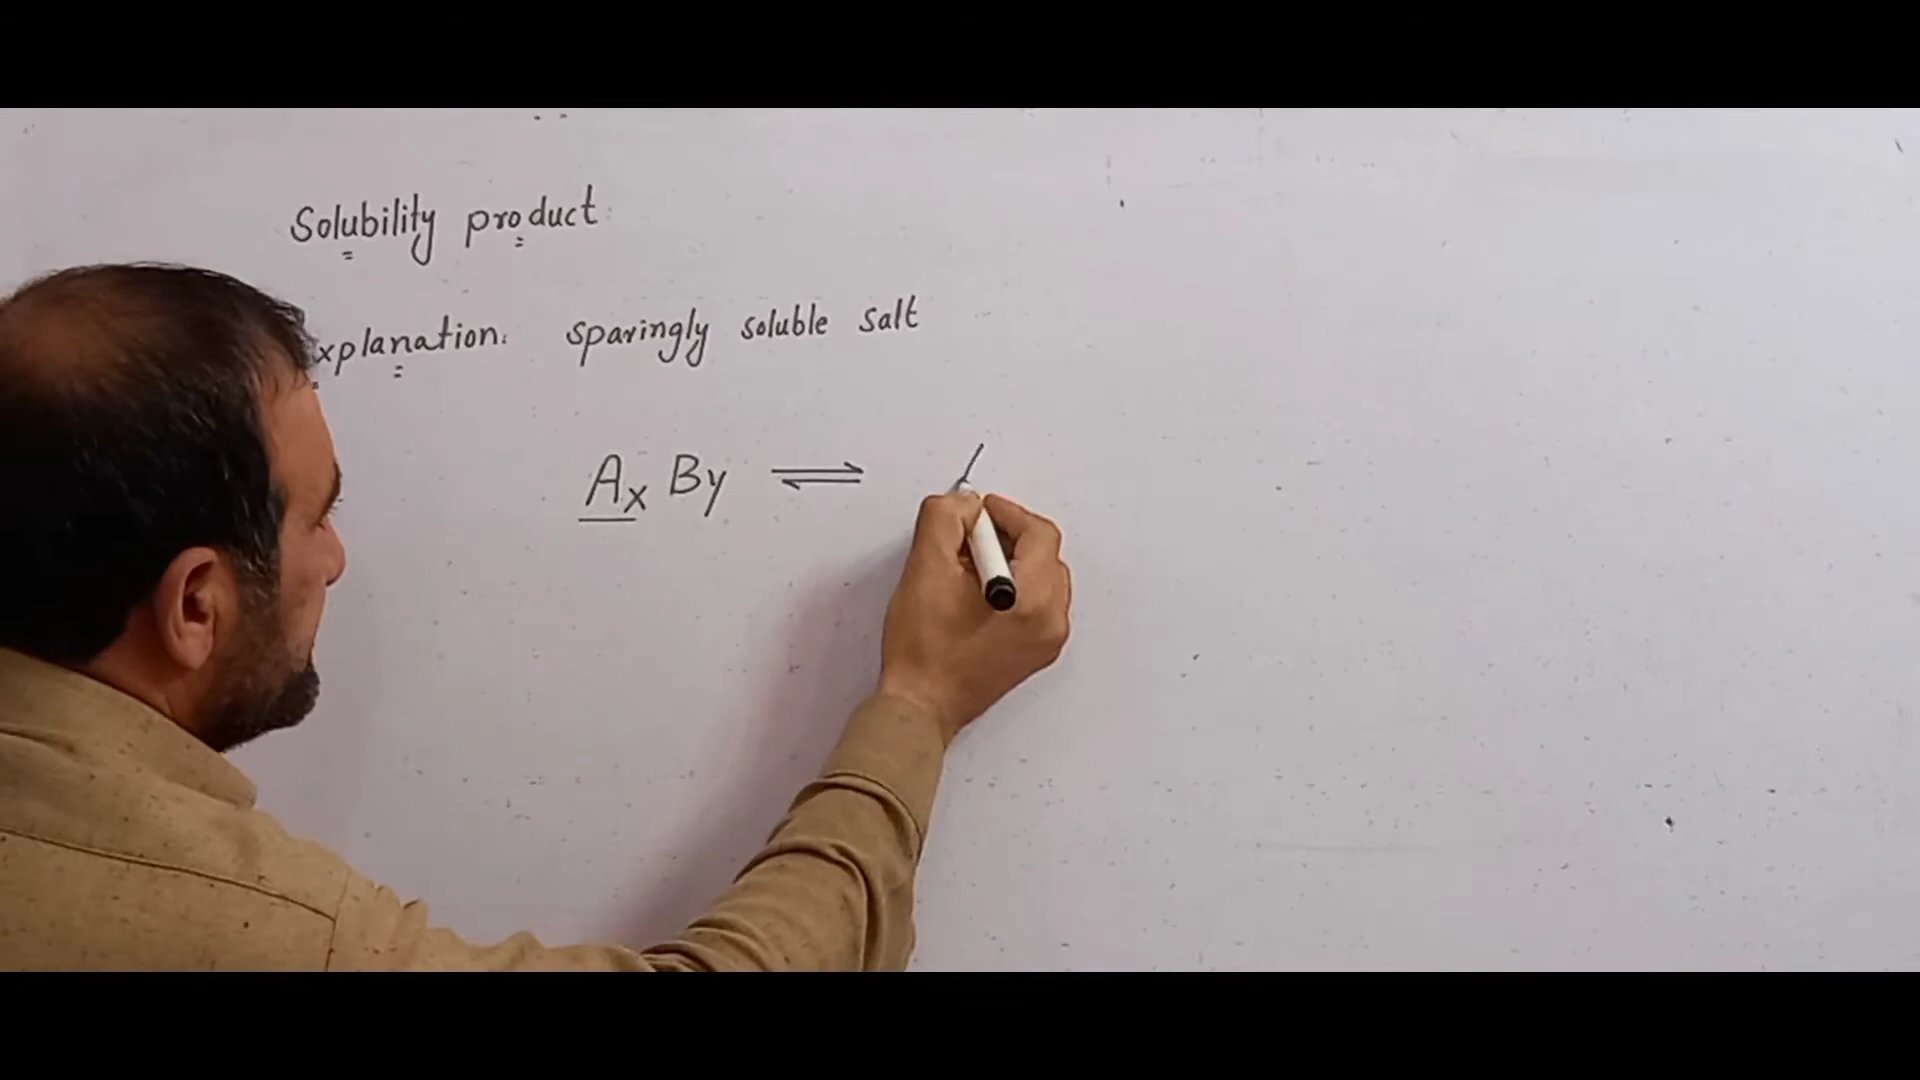 Solubility product:
xplanation: sparingly soluble salt
Ax By ⇌